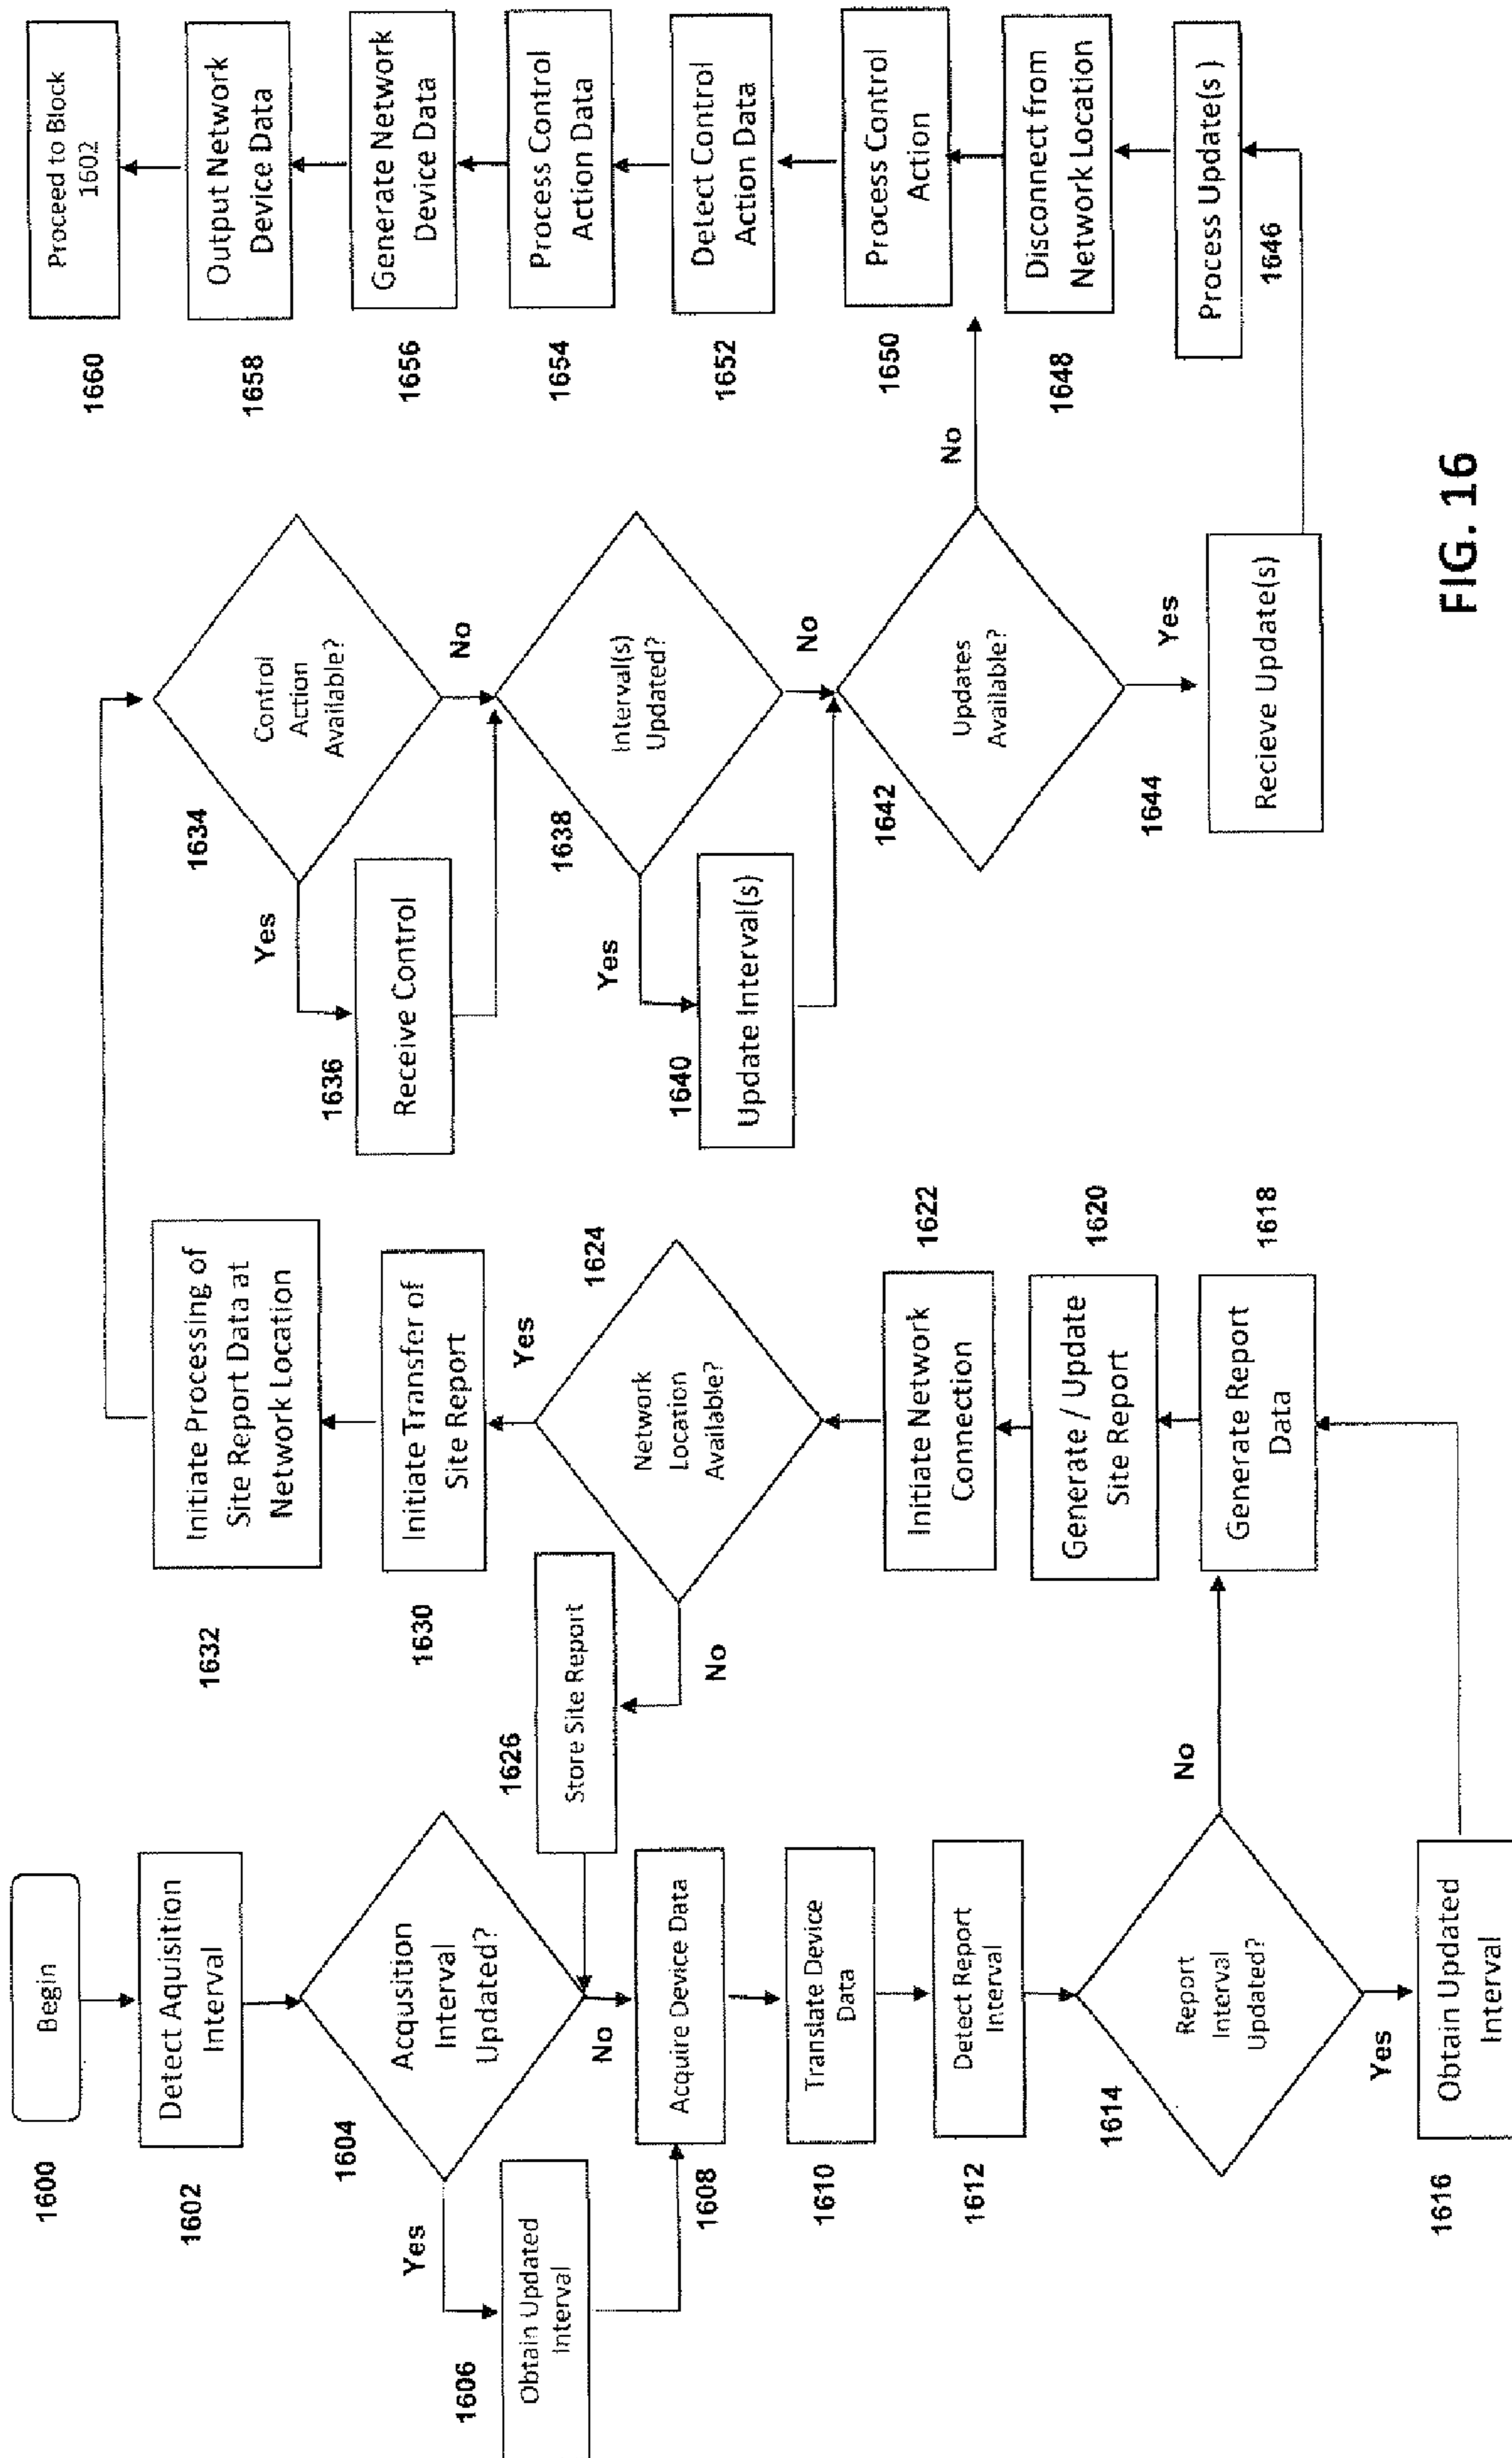 1600
Begin
1602
Detect Aquisition
Interval
1604
Acqusition
Interval
Updated?
Yes
No
1606
Obtain Updated
Interval
1608
Acquire Device Data
1610
Translate Device
Data
1612
Detect Report
Interval
1614
Report
Interval
Updated?
No
Yes
1616
Obtain Updated
Interval
1618
Generate Report
Data
1620
Generate / Update
Site Report
1622
Initiate Network
Connection
1624
Network
Location
Available?
Yes
No
1626
Store Site Report
1630
Initiate Transfer of
Site Report
1632
Initiate Processing of
Site Report Data at
Network Location
1634
Control
Action
Available?
Yes
No
1636
Receive Control
1638
Interval(s)
Updated?
Yes
No
1640
Update Interval(s)
1642
Updates
Available?
No
Yes
1644
Recieve Update(s)
1646
Process Update(s)
1648
Disconnect from
Network Location
1650
Process Control
Action
1652
Detect Control
Action Data
1654
Process Control
Action Data
1656
Generate Network
Device Data
1658
Output Network
Device Data
1660
Proceed to Block
1602
FIG. 16